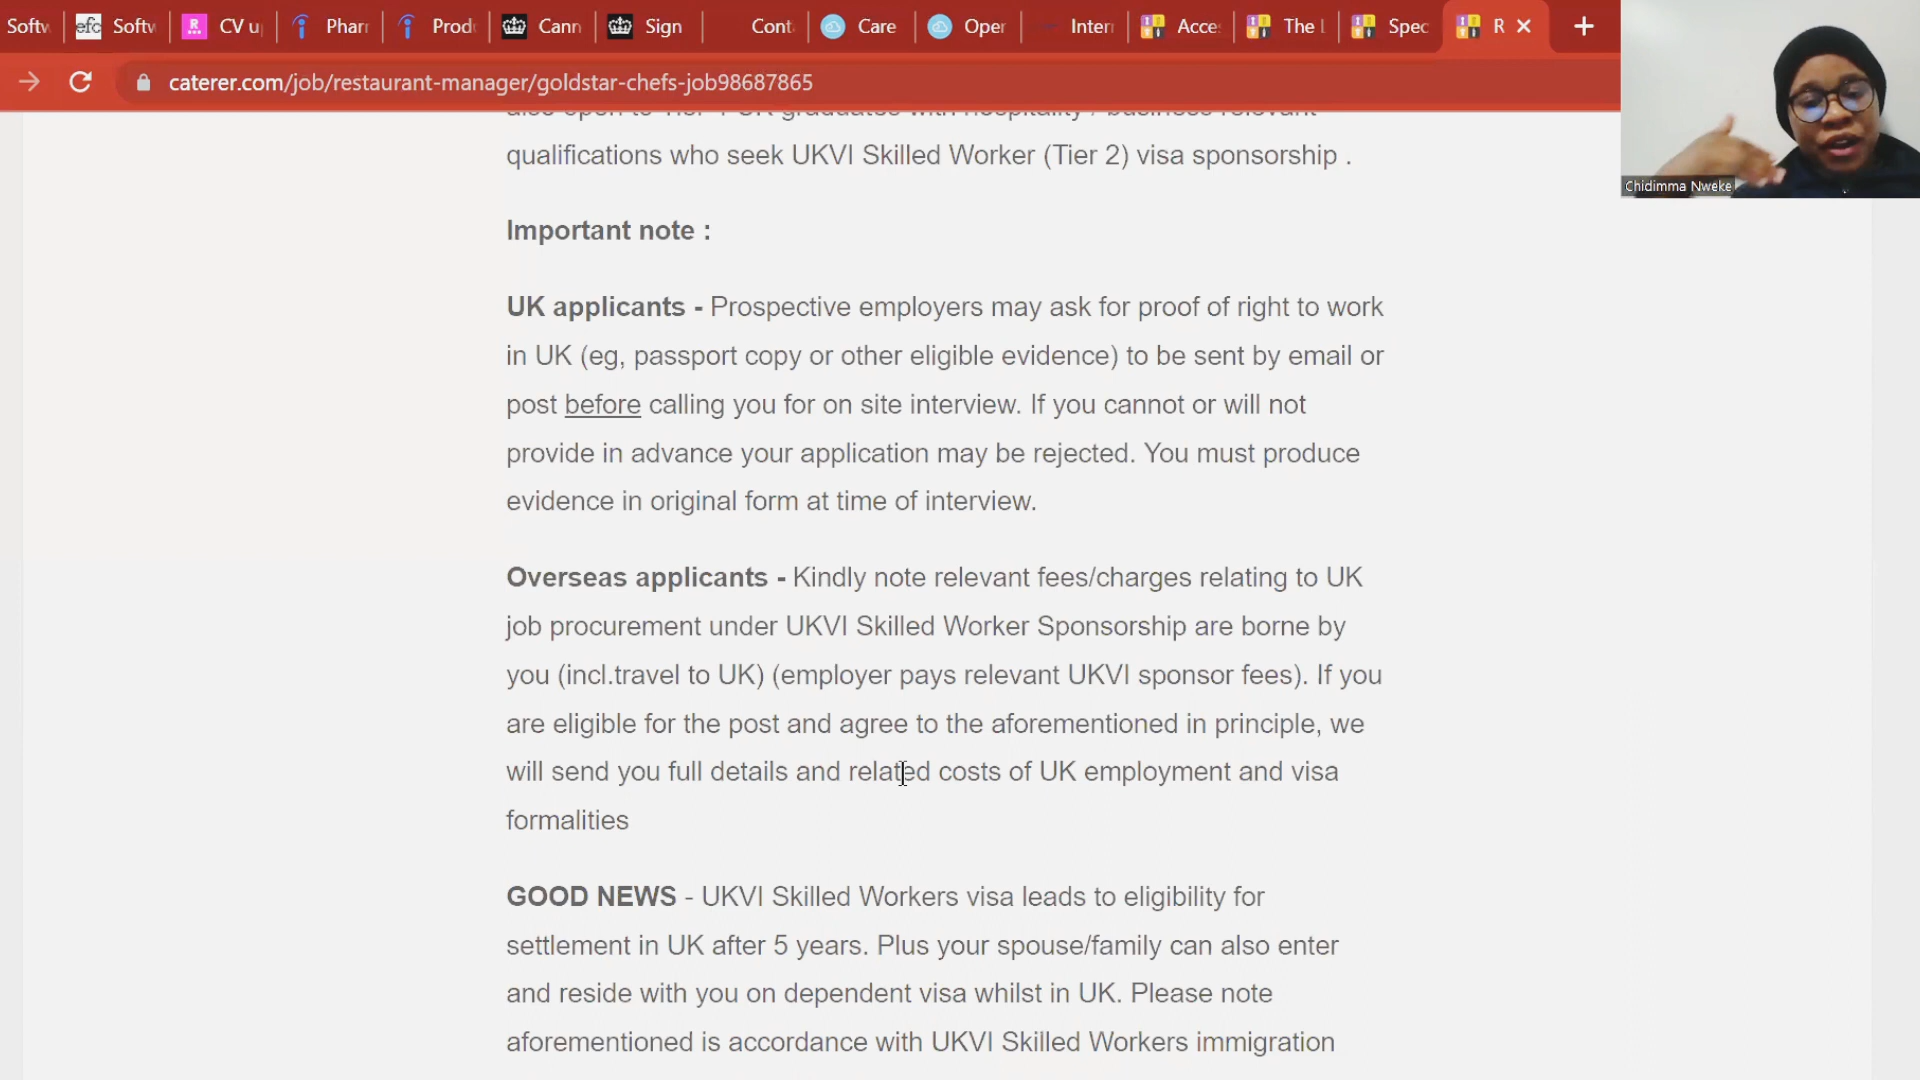 Softw
efc Softw
R CV up
Phar
Prod
Cann
Sign
Cont
Care
Oper
Inter
Acce
The L
Spec
R
caterer.com/job/restaurant-manager/goldstar-chefs-job98687865
qualifications who seek UKVI Skilled Worker (Tier 2) visa sponsorship .
Important note :
UK applicants - Prospective employers may ask for proof of right to work
in UK (eg, passport copy or other eligible evidence) to be sent by email or
post before calling you for on site interview. If you cannot or will not
provide in advance your application may be rejected. You must produce
evidence in original form at time of interview.
Overseas applicants - Kindly note relevant fees/charges relating to UK
job procurement under UKVI Skilled Worker Sponsorship are borne by
you (incl.travel to UK) (employer pays relevant UKVI sponsor fees). If you
are eligible for the post and agree to the aforementioned in principle, we
will send you full details and related costs of UK employment and visa
formalities
GOOD NEWS - UKVI Skilled Workers visa leads to eligibility for
settlement in UK after 5 years. Plus your spouse/family can also enter
and reside with you on dependent visa whilst in UK. Please note
aforementioned is accordance with UKVI Skilled Workers immigration
Chidimma Nweke